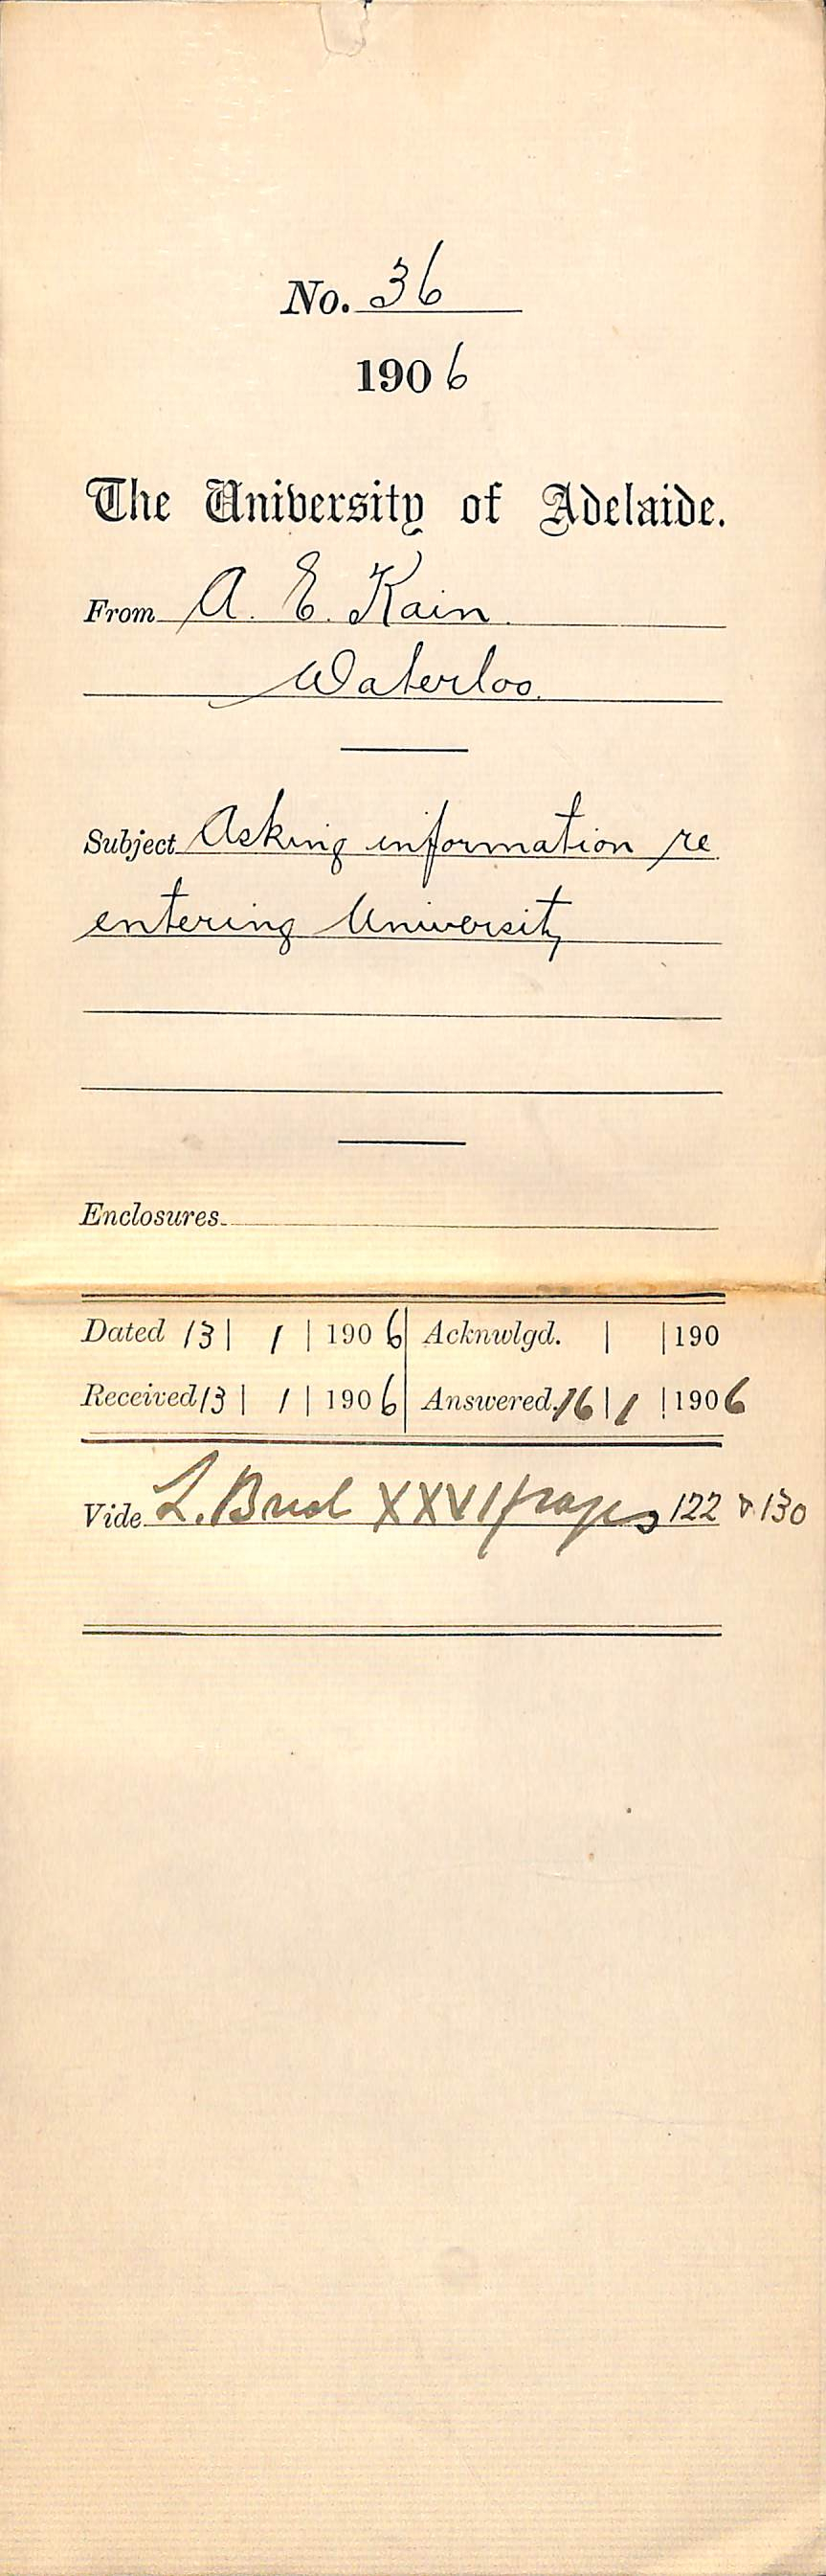 No. 36
1906
The University of Adelaide.
From A. E. Kain.
Waterloo.
Subject Asking information re
entering University
Enclosures
Dated 13 | 1 | 1906 Acknwlgd. | | 190
Received 13 | 1 | 1906 Answered. 16 | 1 | 1906
Vide L. XXVI pages 122 & 130